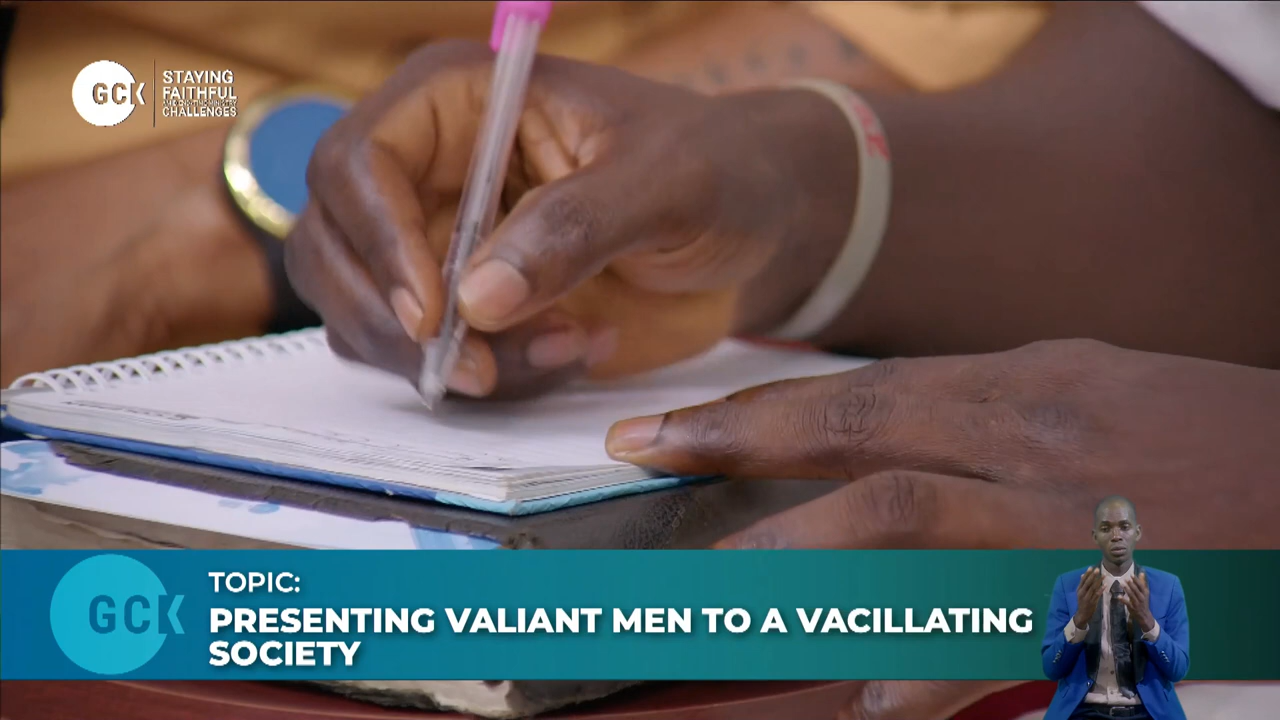 GCK
STAYING
FAITHFUL
CHALLENGES
TOPIC:
GCK
PRESENTING VALIANT MEN TO A VACILLATING
SOCIETY